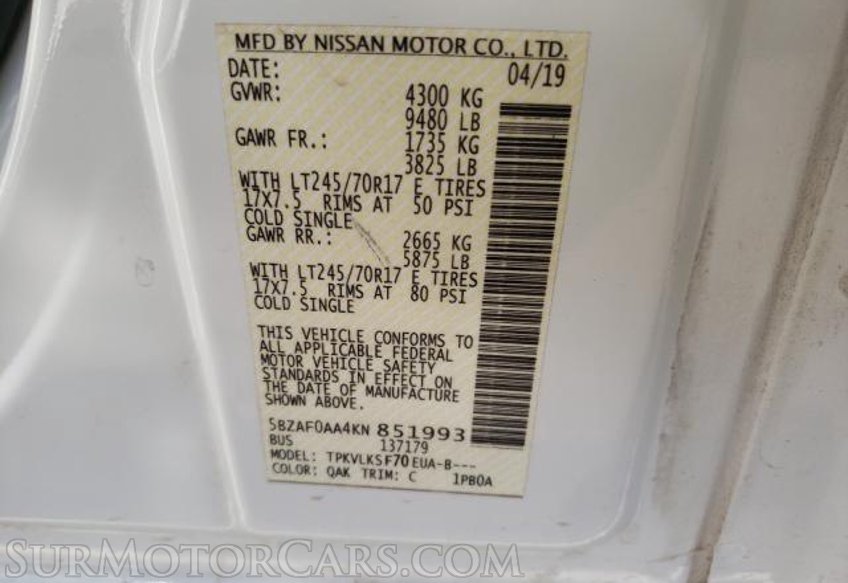 MFD BY NISSAN MOTOR CO., LTD.
DATE: 04/19
GVWR: 4300 KG
9480 LB
GAWR FR.: 1735 KG
3825 LB
WITH LT245/70R17 E TIRES
17X7.5 RIMS AT 50 PSI
COLD SINGLE
GAWR RR.: 2665 KG
5875 LB
WITH LT245/70R17 E TIRES
17X7.5 RIMS AT 80 PSI
COLD SINGLE
THIS VEHICLE CONFORMS TO
ALL APPLICABLE FEDERAL
MOTOR VEHICLE SAFETY
STANDARDS IN EFFECT ON
THE DATE OF MANUFACTURE
SHOWN ABOVE.
5BZAF0AA4KN 851993
BUS 137179
MODEL: TPKVLKSF70EUA-B---
COLOR: QAK TRIM: C 1PB0A
SURMOTORCARS.COM